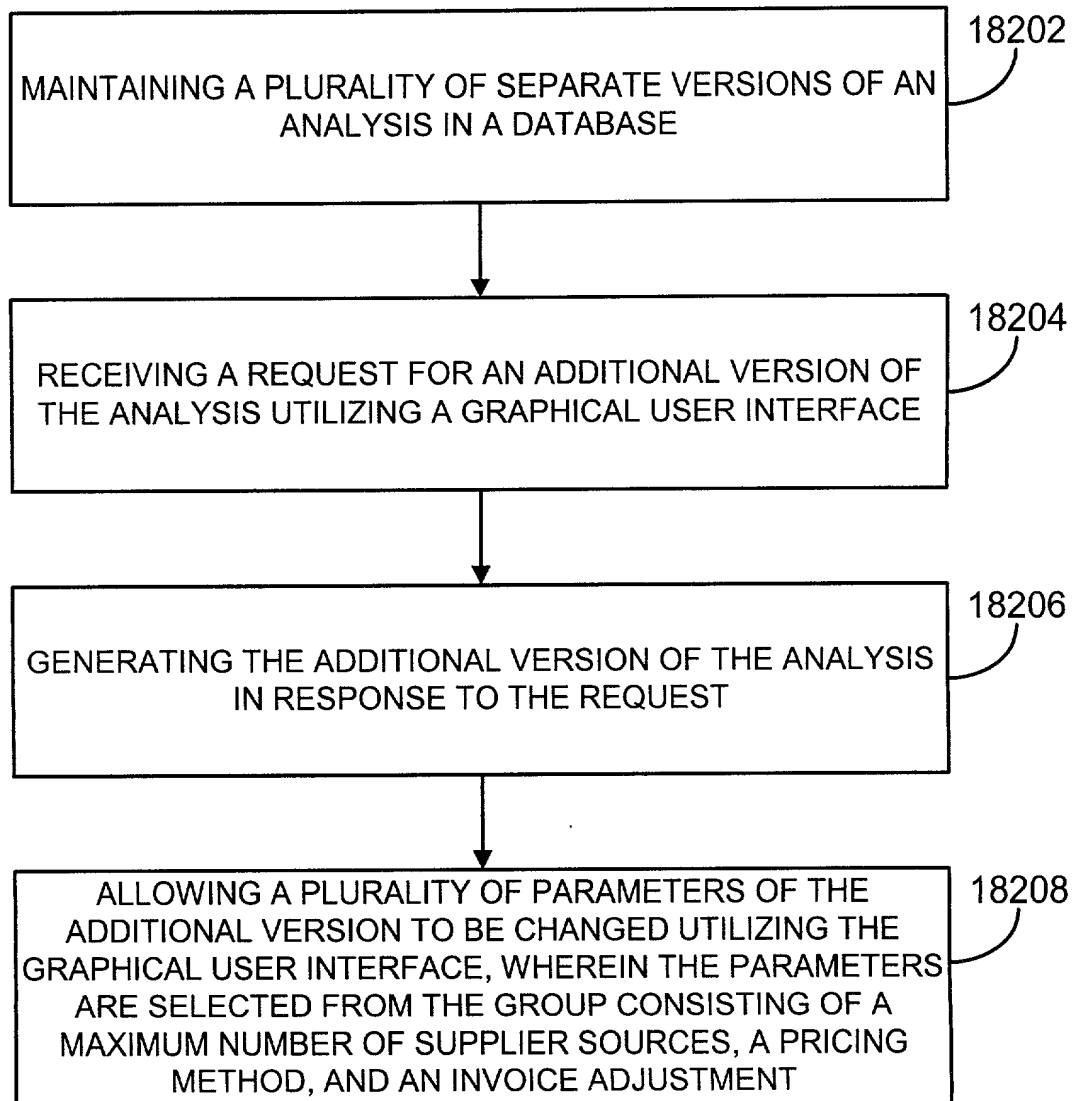 18202
MAINTAINING A PLURALITY OF SEPARATE VERSIONS OF AN
ANALYSIS IN A DATABASE
18204
RECEIVING A REQUEST FOR AN ADDITIONAL VERSION OF
THE ANALYSIS UTILIZING A GRAPHICAL USER INTERFACE
18206
GENERATING THE ADDITIONAL VERSION OF THE ANALYSIS
IN RESPONSE TO THE REQUEST
18208
ALLOWING A PLURALITY OF PARAMETERS OF THE
ADDITIONAL VERSION TO BE CHANGED UTILIZING THE
GRAPHICAL USER INTERFACE, WHEREIN THE PARAMETERS
ARE SELECTED FROM THE GROUP CONSISTING OF A
MAXIMUM NUMBER OF SUPPLIER SOURCES, A PRICING
METHOD, AND AN INVOICE ADJUSTMENT